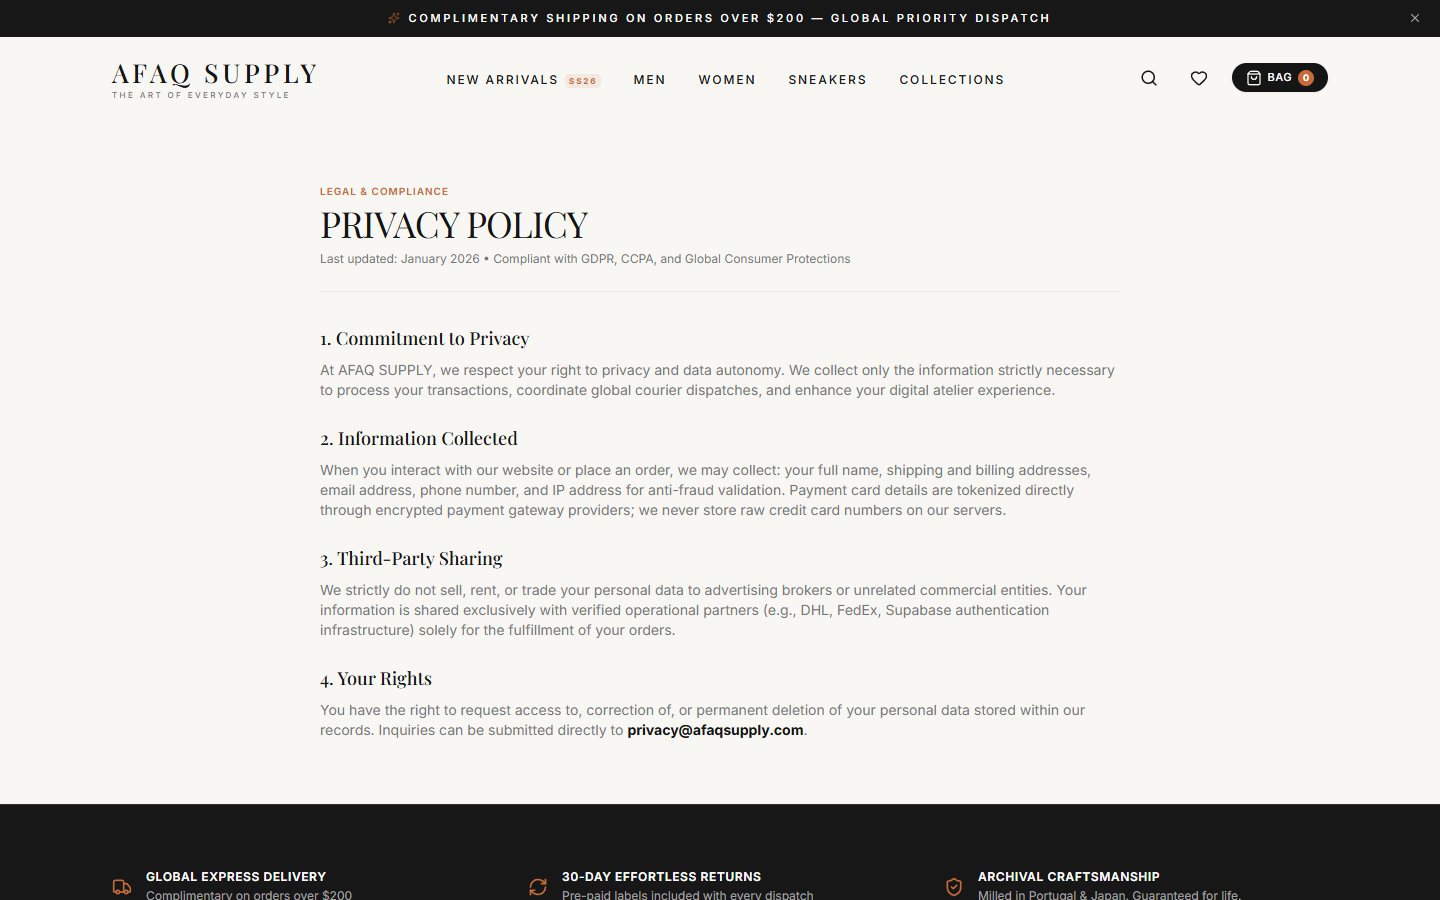 COMPLIMENTARY SHIPPING ON ORDERS OVER $200 — GLOBAL PRIORITY DISPATCH
AFAQ SUPPLY
THE ART OF EVERYDAY STYLE
NEW ARRIVALS SS26 MEN WOMEN SNEAKERS COLLECTIONS
BAG 0
LEGAL & COMPLIANCE
PRIVACY POLICY
Last updated: January 2026 • Compliant with GDPR, CCPA, and Global Consumer Protections
1. Commitment to Privacy
At AFAQ SUPPLY, we respect your right to privacy and data autonomy. We collect only the information strictly necessary
to process your transactions, coordinate global courier dispatches, and enhance your digital atelier experience.
2. Information Collected
When you interact with our website or place an order, we may collect: your full name, shipping and billing addresses,
email address, phone number, and IP address for anti-fraud validation. Payment card details are tokenized directly
through encrypted payment gateway providers; we never store raw credit card numbers on our servers.
3. Third-Party Sharing
We strictly do not sell, rent, or trade your personal data to advertising brokers or unrelated commercial entities. Your
information is shared exclusively with verified operational partners (e.g., DHL, FedEx, Supabase authentication
infrastructure) solely for the fulfillment of your orders.
4. Your Rights
You have the right to request access to, correction of, or permanent deletion of your personal data stored within our
records. Inquiries can be submitted directly to privacy@afaqsupply.com.
GLOBAL EXPRESS DELIVERY
Complimentary on orders over $200
30-DAY EFFORTLESS RETURNS
Pre-paid labels included with every dispatch
ARCHIVAL CRAFTSMANSHIP
Milled in Portugal & Japan. Guaranteed for life.